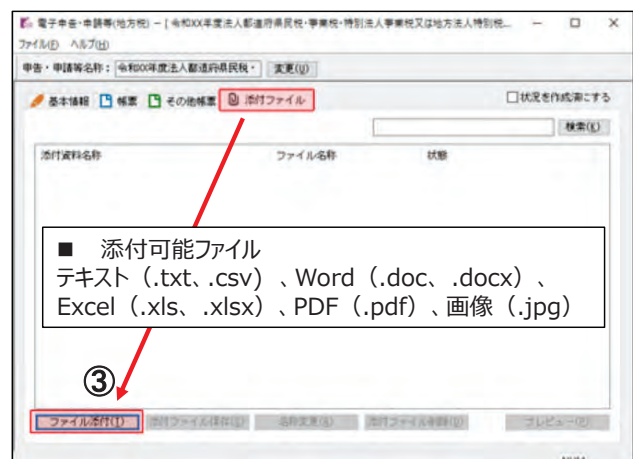 電子申告・申請等(地方税) - [令和XX年度法人都道府県民税・事業税・特別法人事業税又は地方法人特別税...
ファイル(F) ヘルプ(H)
申告・申請等名称： 令和XX年度法人都道府県民税・ 変更(U)
基本情報 帳票 その他帳票 添付ファイル □状況を作成済にする
検索(K)
添付資料名称 ファイル名称 状態
■ 添付可能ファイル
テキスト（.txt、.csv）、Word（.doc、.docx）、
Excel（.xls、.xlsx）、PDF（.pdf）、画像（.jpg）
③
ファイル添付(T) 添付ファイル保存 名称変更 添付ファイル削除 プレビュー